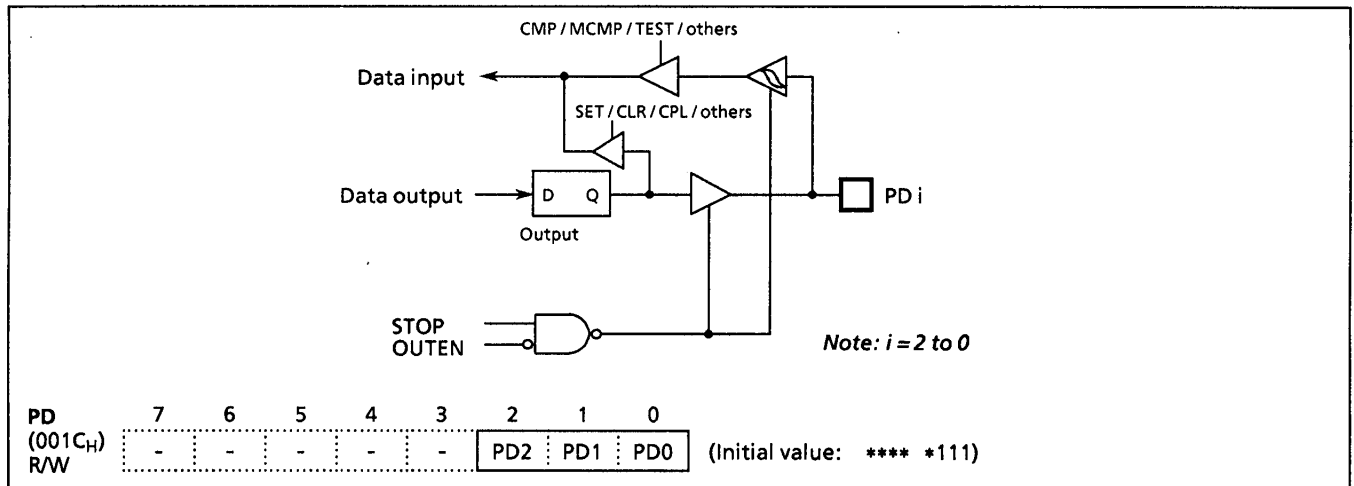 CMP / MCMP / TEST / others
Data input
SET / CLR / CPL / others
Data output
D Q
PD i
Output
STOP
OUTEN
Note: i = 2 to 0
PD 7 6 5 4 3 2 1 0
(001CH) - - - - - PD2 PD1 PD0 (Initial value: **** *111)
R/W